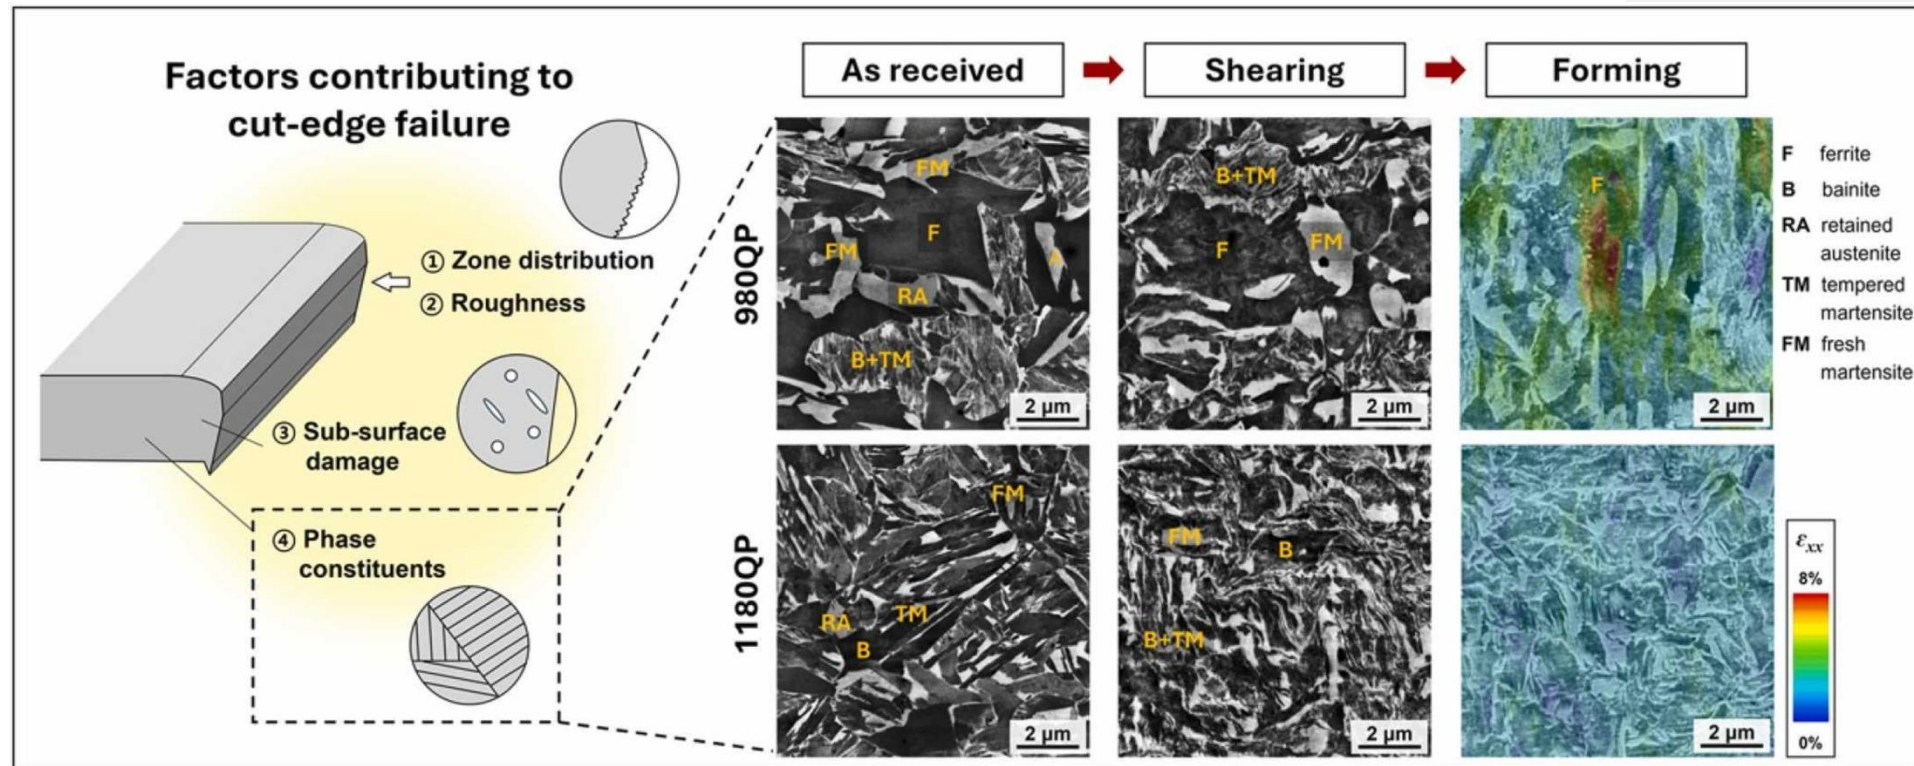 Factors contributing to
cut-edge failure
① Zone distribution
② Roughness
③ Sub-surface
damage
④ Phase
constituents
As received
Shearing
Forming
980QP
FM
F
FM
A
RA
B+TM
2 µm
B+TM
F
FM
2 µm
F
2 µm
F ferrite
B bainite
RA retained
austenite
TM tempered
martensite
FM fresh
martensite
1180QP
FM
RA
TM
B
2 µm
FM
B
B+TM
2 µm
2 µm
εxx
8%
0%